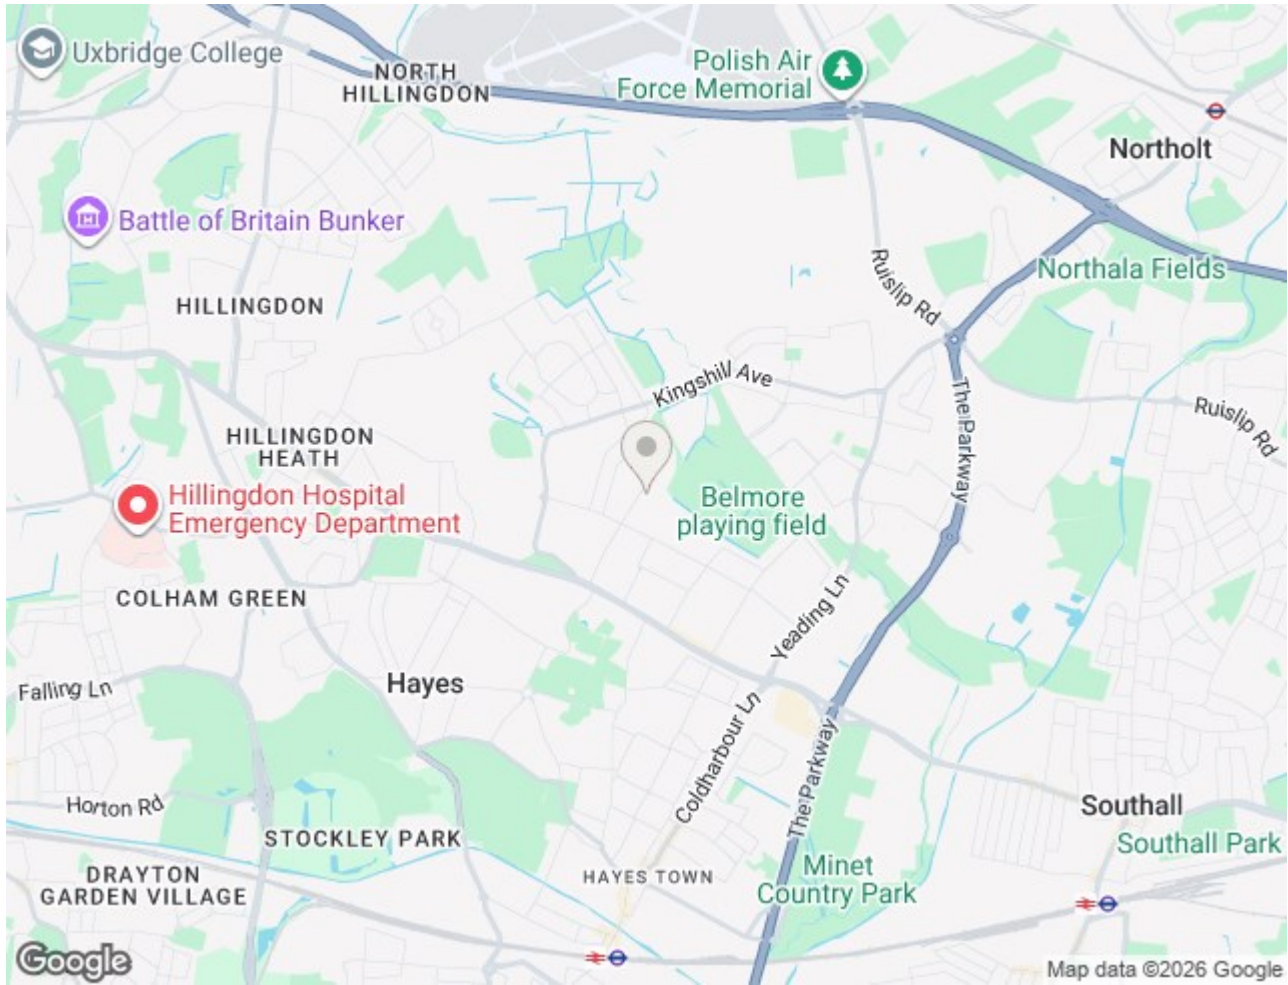 Uxbridge College
NORTH
HILLINGDON
Polish Air
Force Memorial
Northolt
Battle of Britain Bunker
Ruislip Rd
Northala Fields
HILLINGDON
Kingshill Ave
The Parkway
Ruislip Rd
HILLINGDON
HEATH
Hillingdon Hospital
Emergency Department
Belmore
playing field
COLHAM GREEN
Yeading Ln
Falling Ln
Hayes
Coldharbour Ln
The Parkway
Horton Rd
Southall
STOCKLEY PARK
Southall Park
DRAYTON
GARDEN VILLAGE
HAYES TOWN
Minet
Country Park
Google
Map data ©2026 Google